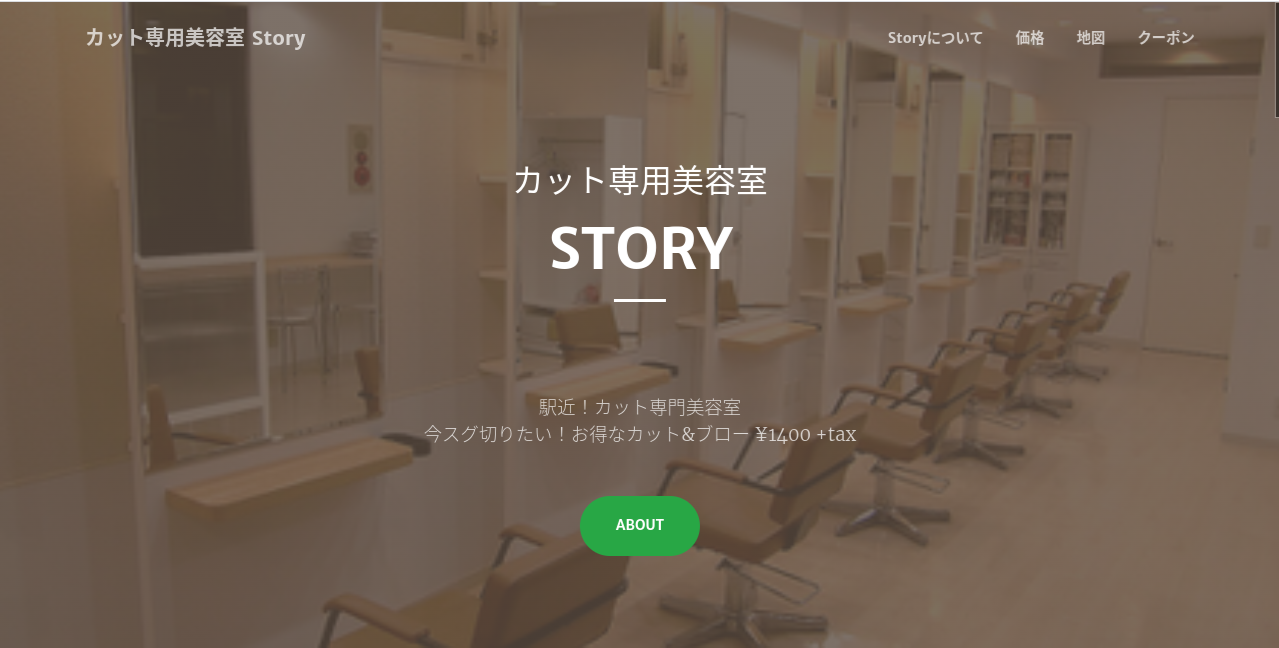 カット専用美容室 Story
Storyについて
価格
地図
クーポン
カット専用美容室
STORY
駅近！カット専門美容室
今スグ切りたい！お得なカット&ブロー ¥1400 +tax
ABOUT